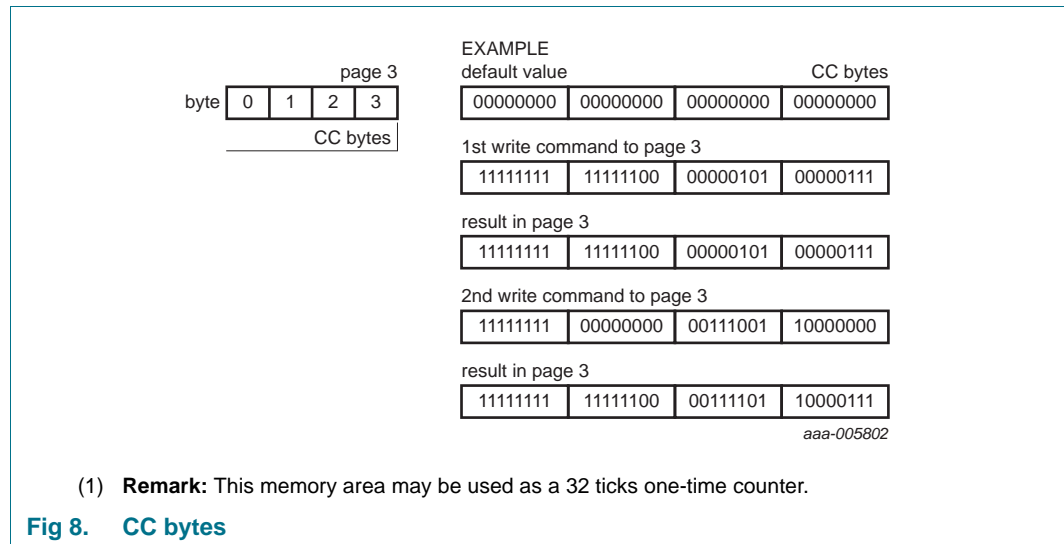 page 3
byte 0 1 2 3
CC bytes
EXAMPLE
default value CC bytes
00000000 00000000 00000000 00000000
1st write command to page 3
11111111 11111100 00000101 00000111
result in page 3
11111111 11111100 00000101 00000111
2nd write command to page 3
11111111 00000000 00111001 10000000
result in page 3
11111111 11111100 00111101 10000111
aaa-005802
(1) Remark: This memory area may be used as a 32 ticks one-time counter.
Fig 8. CC bytes